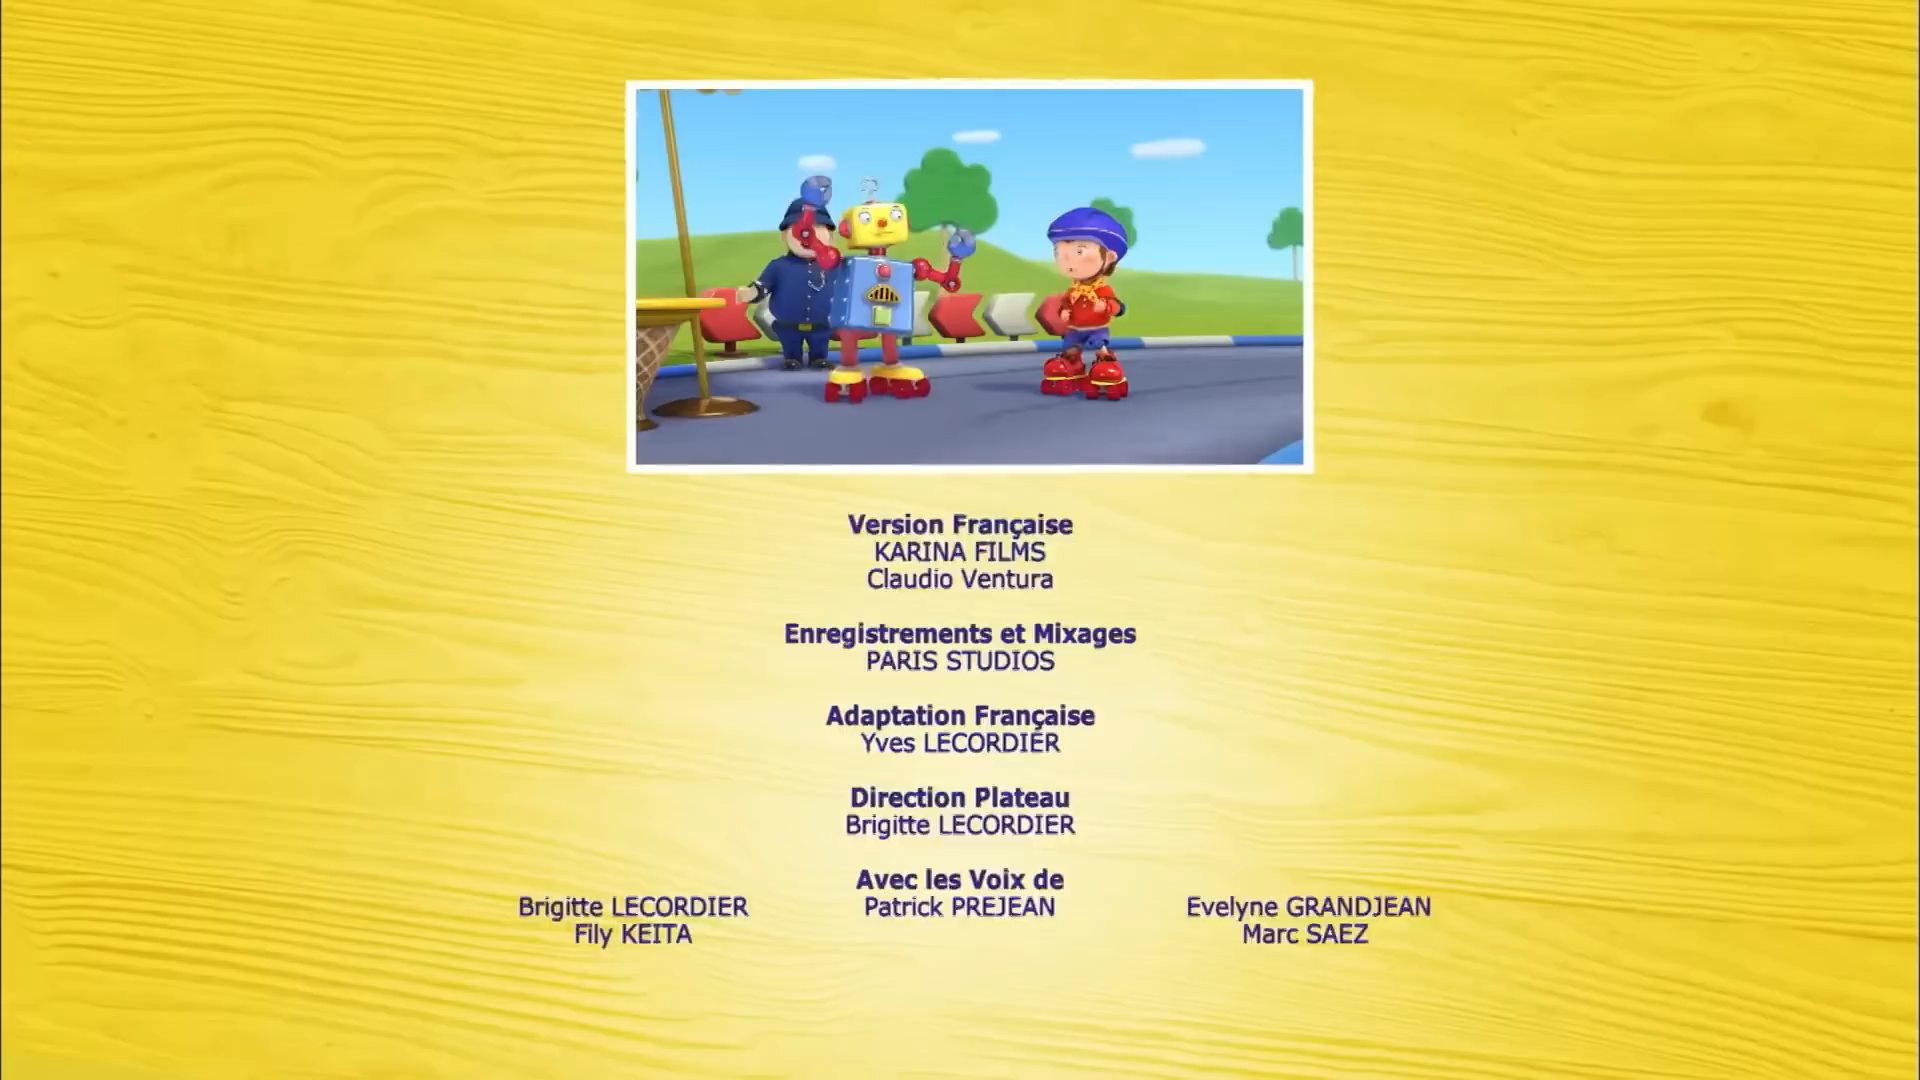 Version Française
KARINA FILMS
Claudio Ventura
Enregistrements et Mixages
PARIS STUDIOS
Adaptation Française
Yves LECORDIER
Direction Plateau
Brigitte LECORDIER
Avec les Voix de
Brigitte LECORDIER Patrick PREJEAN Evelyne GRANDJEAN
Fily KEITA Marc SAEZ